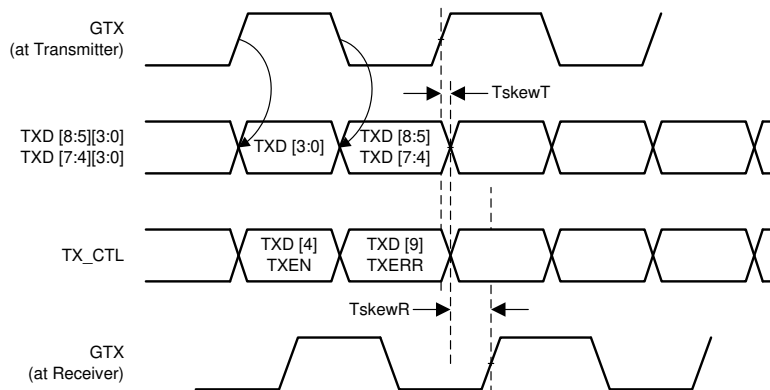 GTX
(at Transmitter)
TskewT
TXD [8:5][3:0]
TXD [7:4][3:0]
TXD [3:0]
TXD [8:5]
TXD [7:4]
TX_CTL
TXD [4]
TXEN
TXD [9]
TXERR
TskewR
GTX
(at Receiver)